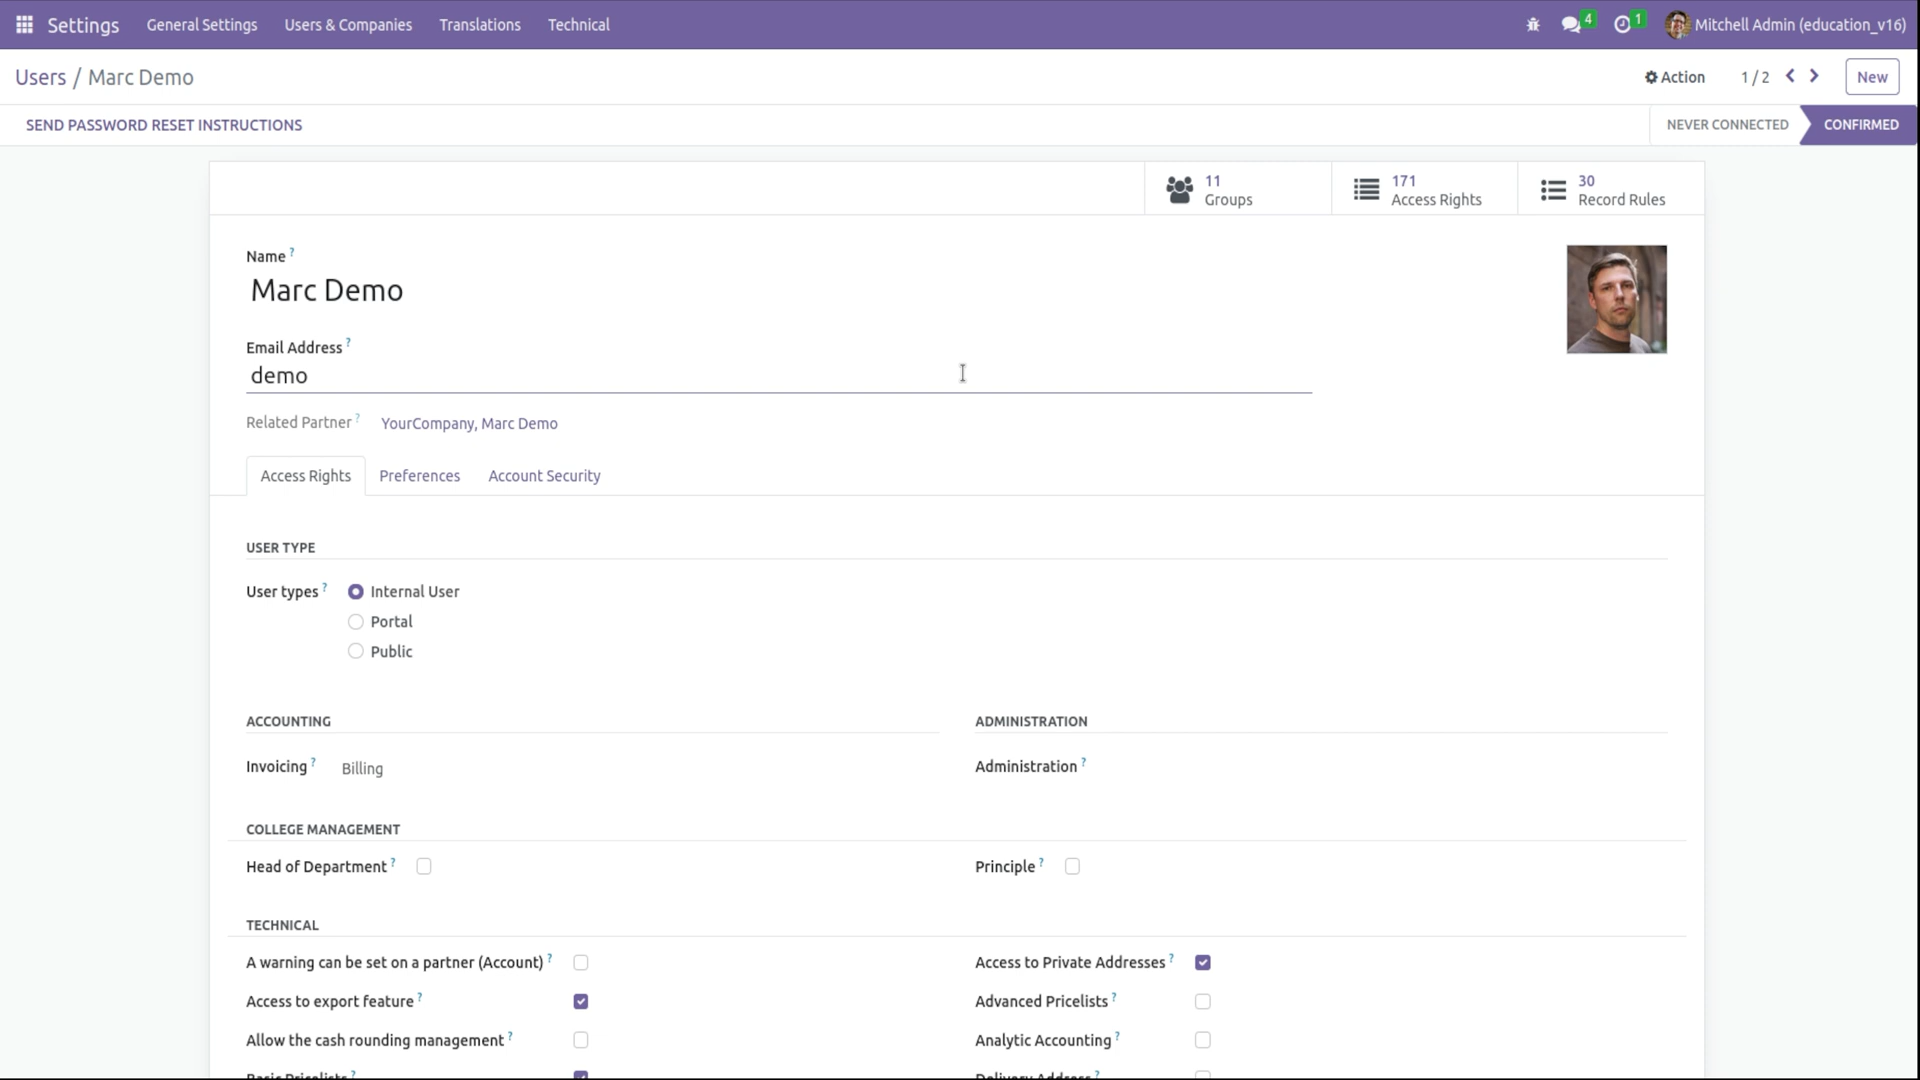 Settings General Settings Users & Companies Translations Technical 4 1 Mitchell Admin (education_v16)
Users / Marc Demo Action 1 / 2 New
SEND PASSWORD RESET INSTRUCTIONS NEVER CONNECTED CONFIRMED
11 Groups 171 Access Rights 30 Record Rules
Name ?
Marc Demo
Email Address ?
demo
Related Partner ? YourCompany, Marc Demo
Access Rights Preferences Account Security
USER TYPE
User types ? Internal User
Portal
Public
ACCOUNTING ADMINISTRATION
Invoicing ? Billing Administration ?
COLLEGE MANAGEMENT
Head of Department ? Principle ?
TECHNICAL
A warning can be set on a partner (Account) ? Access to Private Addresses ?
Access to export feature ? Advanced Pricelists ?
Allow the cash rounding management ? Analytic Accounting ?
Basic Pricelists ? Delivery Address ?